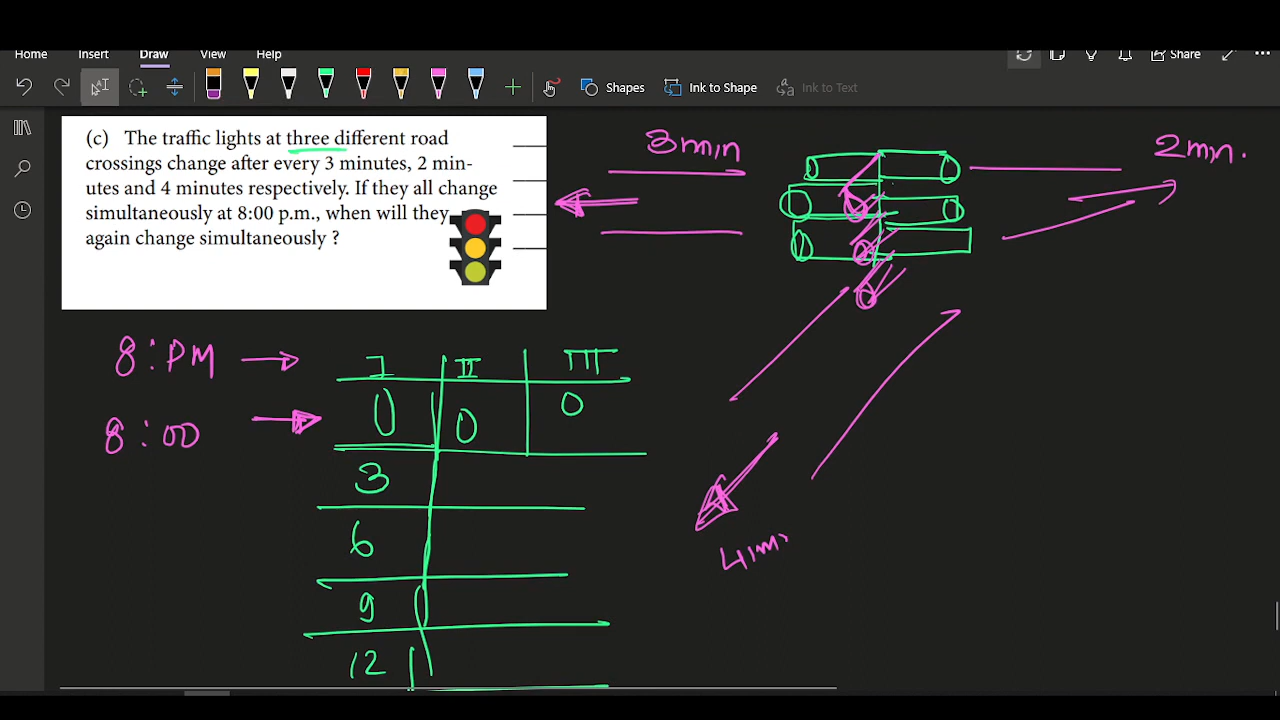 Home Insert Draw View Help Share
Shapes Ink to Shape Ink to Text
(c) The traffic lights at three different road
crossings change after every 3 minutes, 2 min-
utes and 4 minutes respectively. If they all change
simultaneously at 8:00 p.m., when will they
again change simultaneously ?
3min
2min.
8:PM
I II III
8:00
0 0 0
3
6
4min
9
12